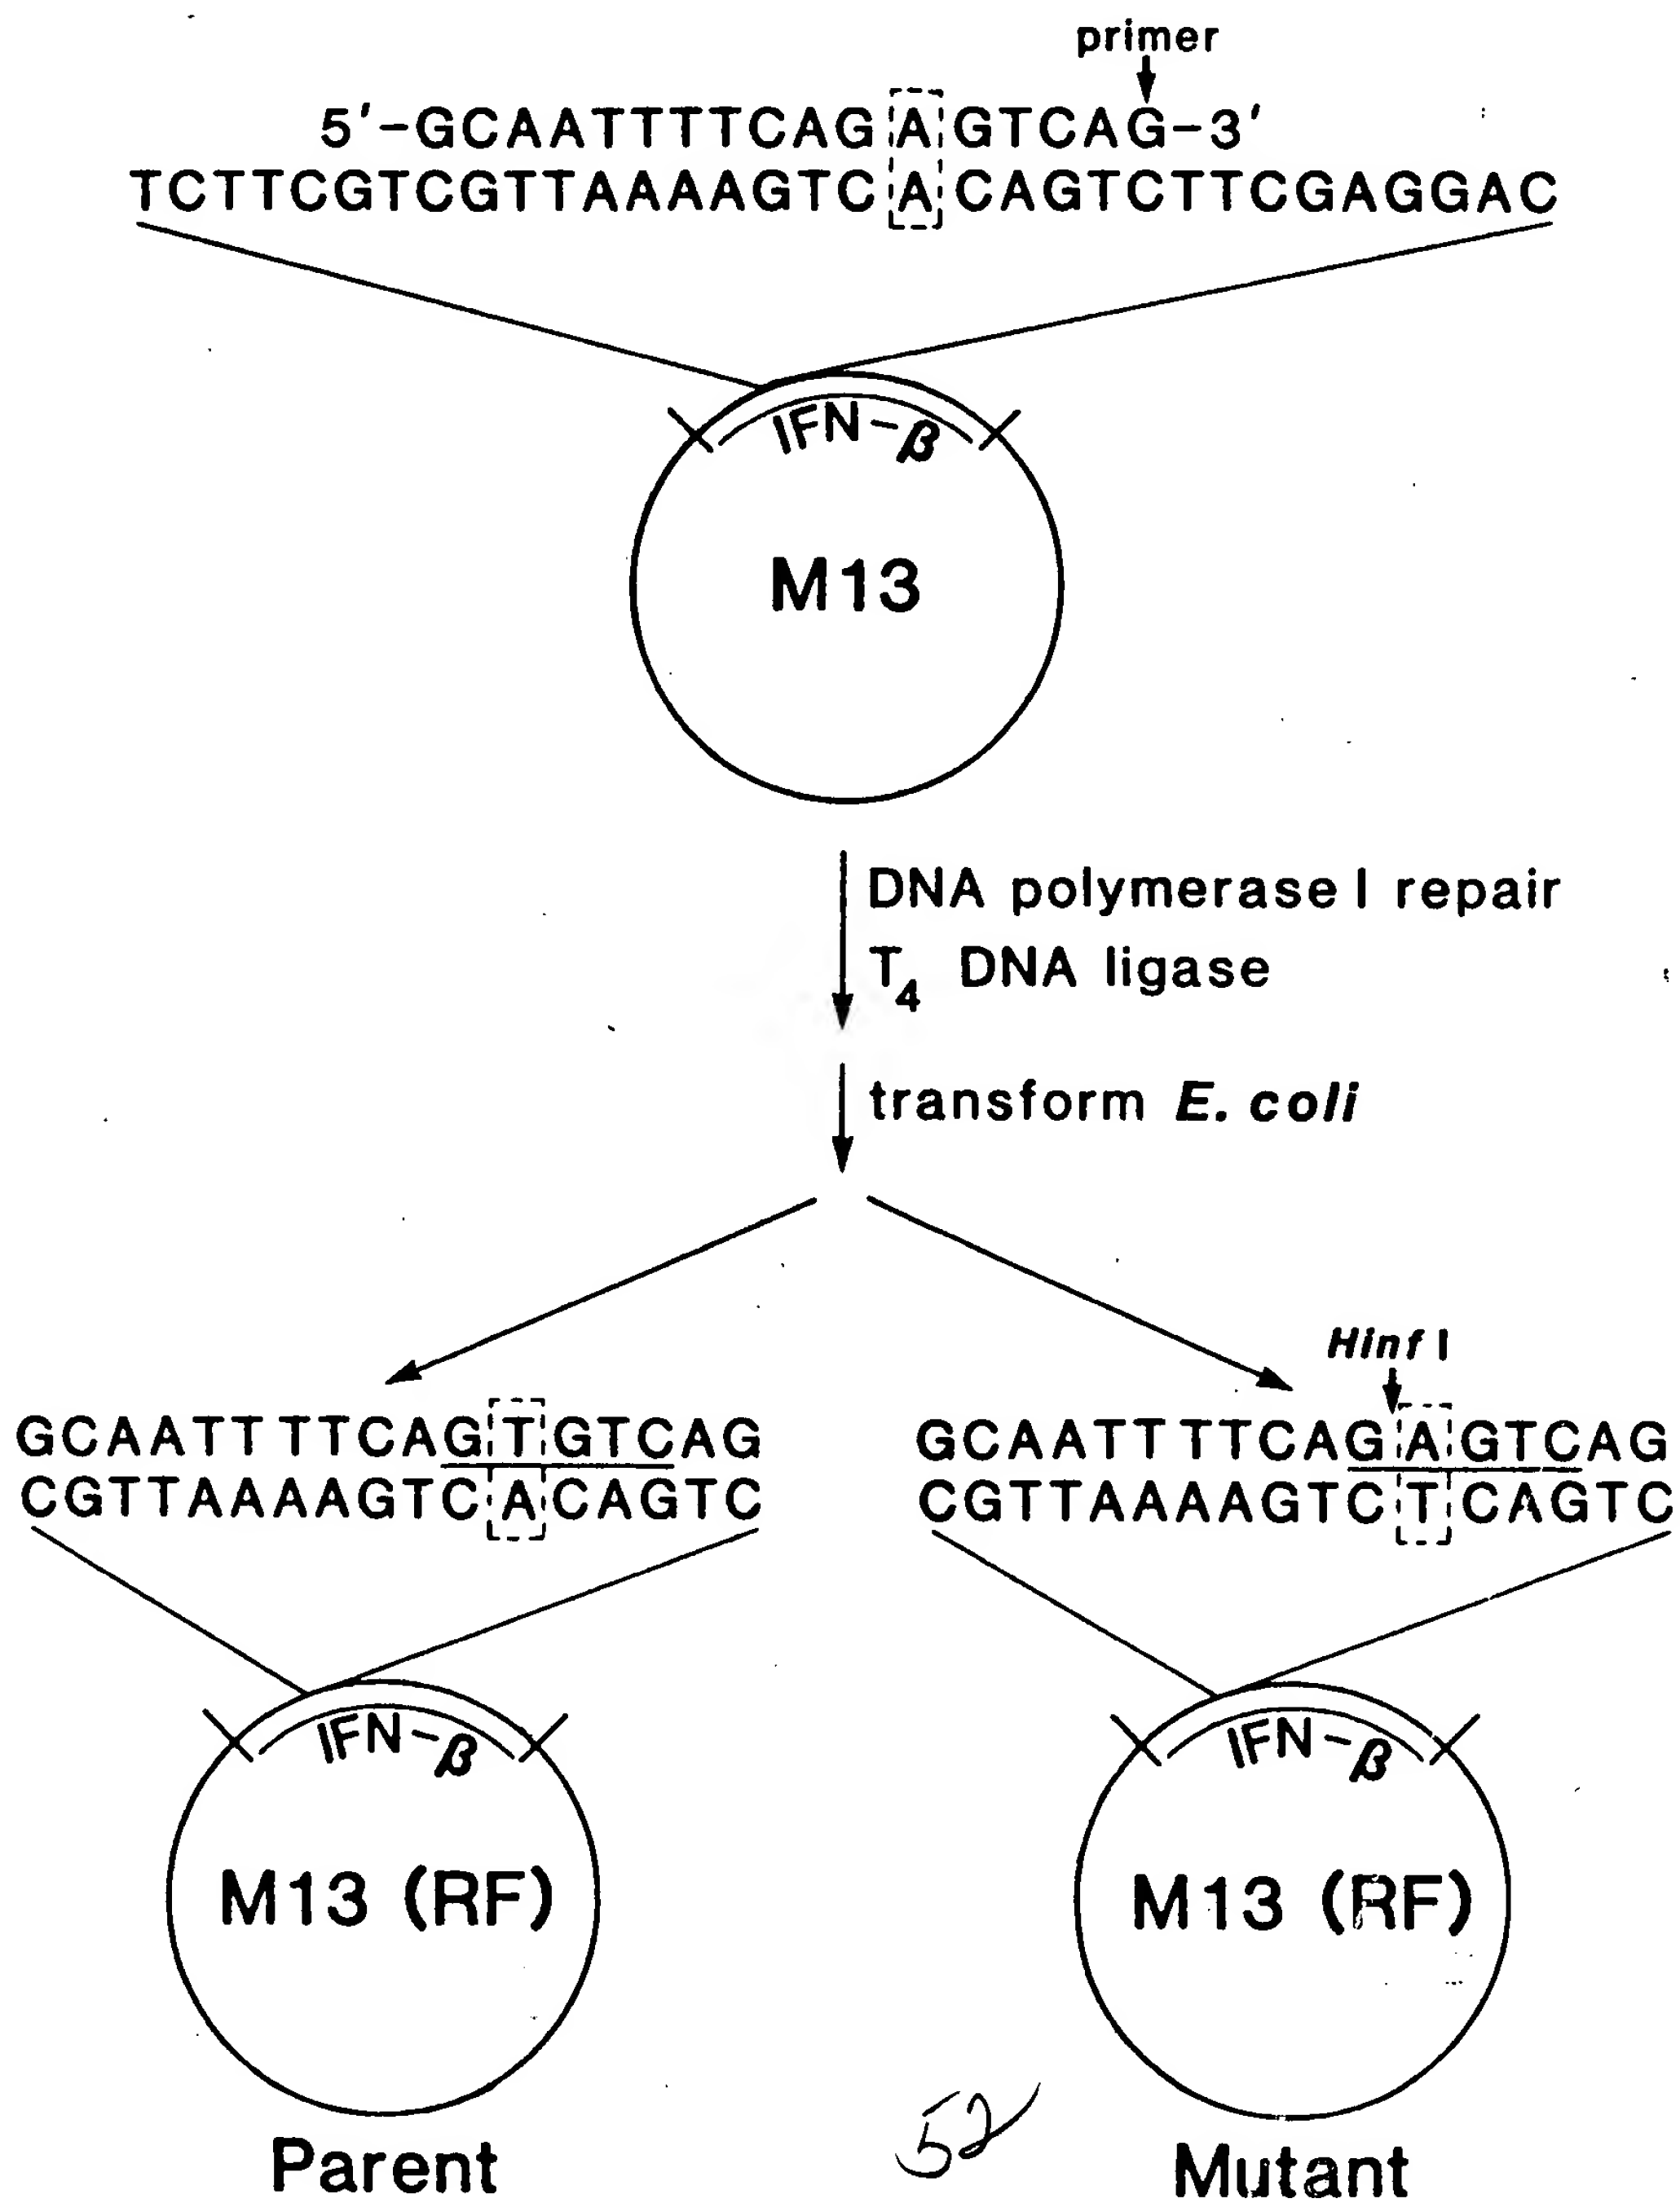 primer
5'-GCAATTTTCAGAGTCAG-3'
TCTTCGTCGTTAAAAGTCACAGTCTTCGAGGAC
IFN-β
M13
DNA polymerase I repair
T4 DNA ligase
transform E. coli
HinfI
GCAATTTTCAGTGTCAG
CGTTAAAAGTCACAGTC
GCAATTTTCAGAGTCAG
CGTTAAAAGTCTCAGTC
IFN-β
IFN-β
M13 (RF)
M13 (RF)
52
Parent
Mutant